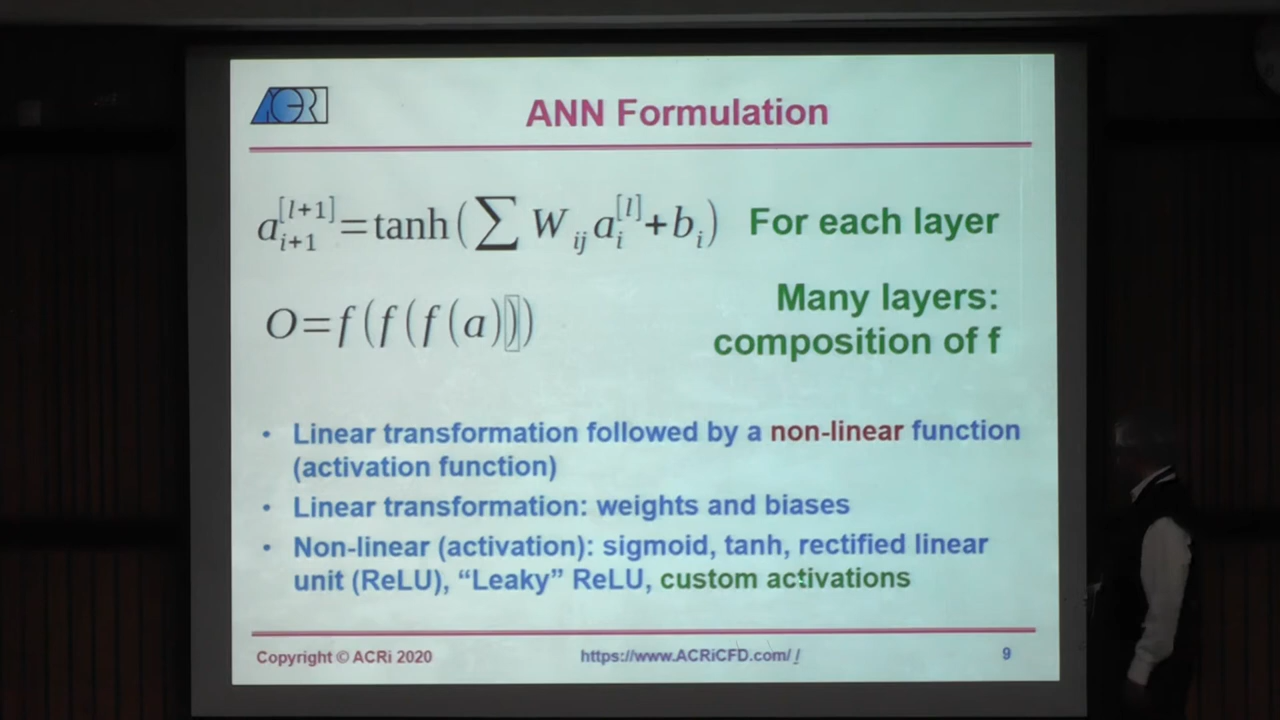 ACRi
ANN Formulation
a_{i+1}^{[l+1]}=tanh(∑ W_{ij} a_i^{[l]}+b_i) For each layer
O=f(f(f(a))) Many layers:
composition of f
• Linear transformation followed by a non-linear function
(activation function)
• Linear transformation: weights and biases
• Non-linear (activation): sigmoid, tanh, rectified linear
unit (ReLU), “Leaky” ReLU, custom activations
Copyright © ACRi 2020 https://www.ACRiCFD.com/ / 9